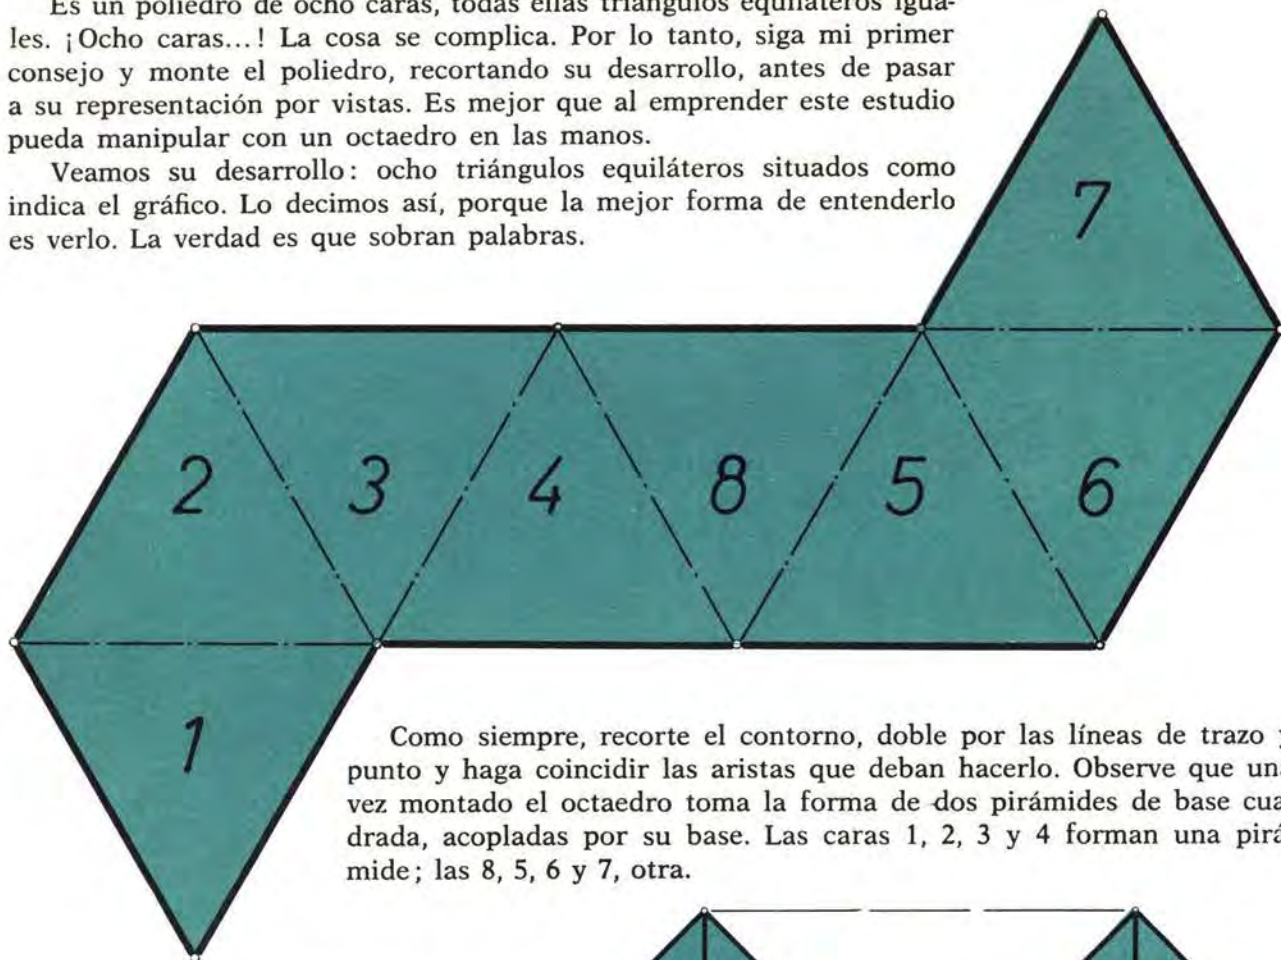 Es un poliedro de ocho caras, todas ellas triángulos equiláteros igua-
les. ¡Ocho caras...! La cosa se complica. Por lo tanto, siga mi primer
consejo y monte el poliedro, recortando su desarrollo, antes de pasar
a su representación por vistas. Es mejor que al emprender este estudio
pueda manipular con un octaedro en las manos.
Veamos su desarrollo: ocho triángulos equiláteros situados como
indica el gráfico. Lo decimos así, porque la mejor forma de entenderlo
es verlo. La verdad es que sobran palabras.
7
2 3 4 8 5 6
1
Como siempre, recorte el contorno, doble por las líneas de trazo y
punto y haga coincidir las aristas que deban hacerlo. Observe que una
vez montado el octaedro toma la forma de dos pirámides de base cua-
drada, acopladas por su base. Las caras 1, 2, 3 y 4 forman una pirá-
mide; las 8, 5, 6 y 7, otra.